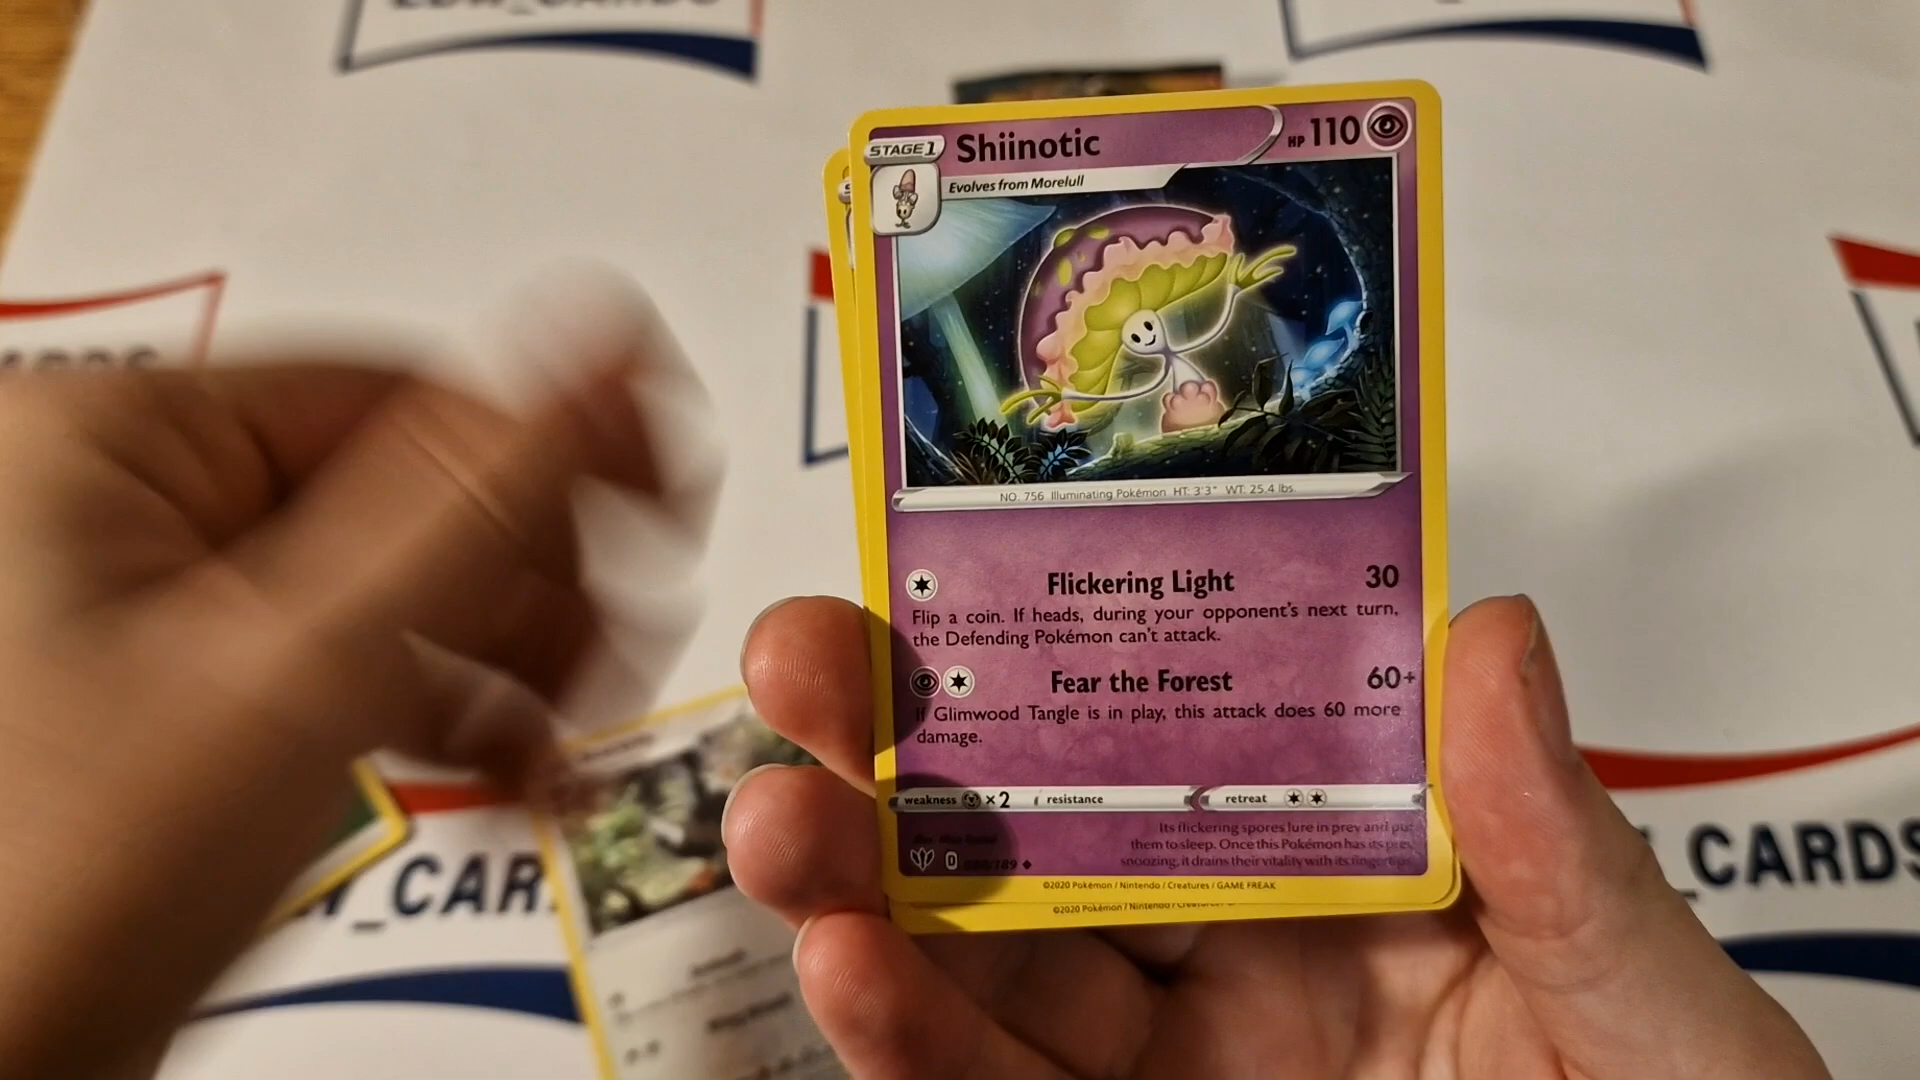 STAGE1
Shiinotic
HP 110
Evolves from Morelull
NO. 756 Illuminating Pokémon HT: 3'3" WT: 25.4 lbs.
Flickering Light 30
Flip a coin. If heads, during your opponent's next turn,
the Defending Pokémon can't attack.
Fear the Forest 60+
If Glimwood Tangle is in play, this attack does 60 more
damage.
weakness ×2 resistance retreat
Its flickering spores lure in prey and put
them to sleep. Once this Pokémon has its prey
snoozing, it drains their vitality with its fingertips.
D /189
©2020 Pokémon / Nintendo / Creatures / GAME FREAK
©2020 Pokémon / Nintendo / Creatures
_CARDS
CARDS